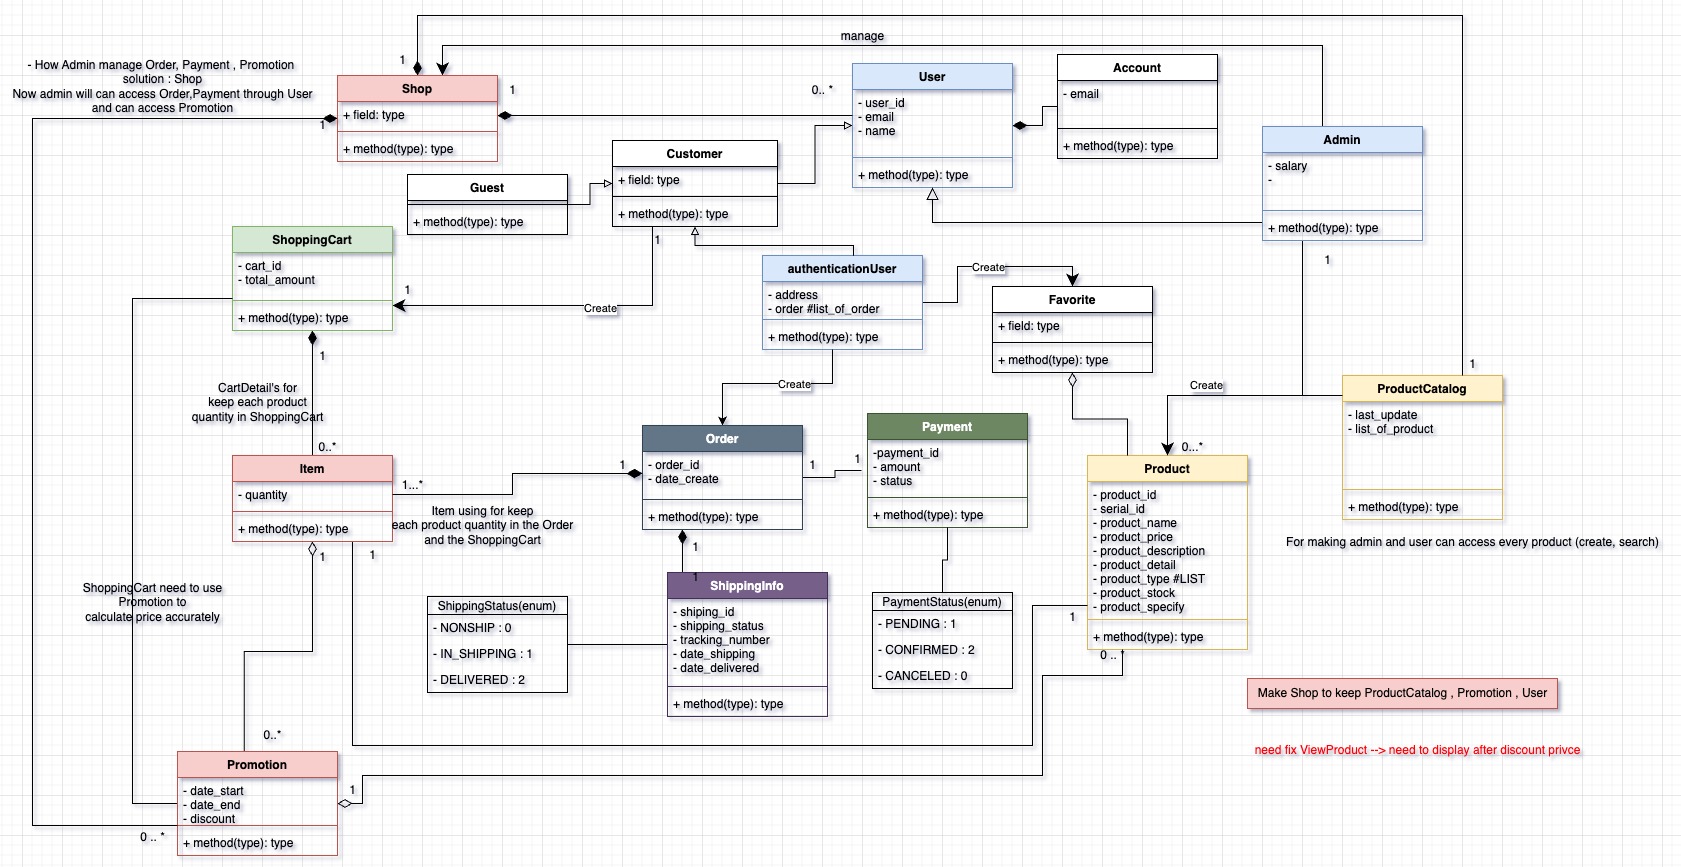 manage
1
- How Admin manage Order, Payment , Promotion
solution : Shop
Now admin will can access Order,Payment through User
and can access Promotion
1
Shop
+ field: type
+ method(type): type
1
0.. *
User
- user_id
- email
- name
+ method(type): type
Account
- email
+ method(type): type
Admin
- salary
-
+ method(type): type
1
Customer
+ field: type
+ method(type): type
1
Guest
+ method(type): type
ShoppingCart
- cart_id
- total_amount
+ method(type): type
1
1
Create
authenticationUser
- address
- order #list_of_order
+ method(type): type
Create
Favorite
+ field: type
+ method(type): type
Create
Create
1
ProductCatalog
- last_update
- list_of_product
+ method(type): type
For making admin and user can access every product (create, search)
CartDetail's for
keep each product
quantity in ShoppingCart
0..*
Item
- quantity
+ method(type): type
1...*
1
1
Item using for keep
each product quantity in the Order
and the ShoppingCart
1
Order
- order_id
- date_create
+ method(type): type
1
1
1
1
Payment
-payment_id
- amount
- status
+ method(type): type
0...*
Product
- product_id
- serial_id
- product_name
- product_price
- product_description
- product_detail
- product_type #LIST
- product_stock
- product_specify
+ method(type): type
1
0 .. *
ShoppingCart need to use
Promotion to
calculate price accurately
ShippingStatus(enum)
- NONSHIP : 0
- IN_SHIPPING : 1
- DELIVERED : 2
ShippingInfo
- shiping_id
- shipping_status
- tracking_number
- date_shipping
- date_delivered
+ method(type): type
PaymentStatus(enum)
- PENDING : 1
- CONFIRMED : 2
- CANCELED : 0
Make Shop to keep ProductCatalog , Promotion , User
need fix ViewProduct --> need to display after discount privce
0..*
Promotion
- date_start
- date_end
- discount
+ method(type): type
1
0 .. *